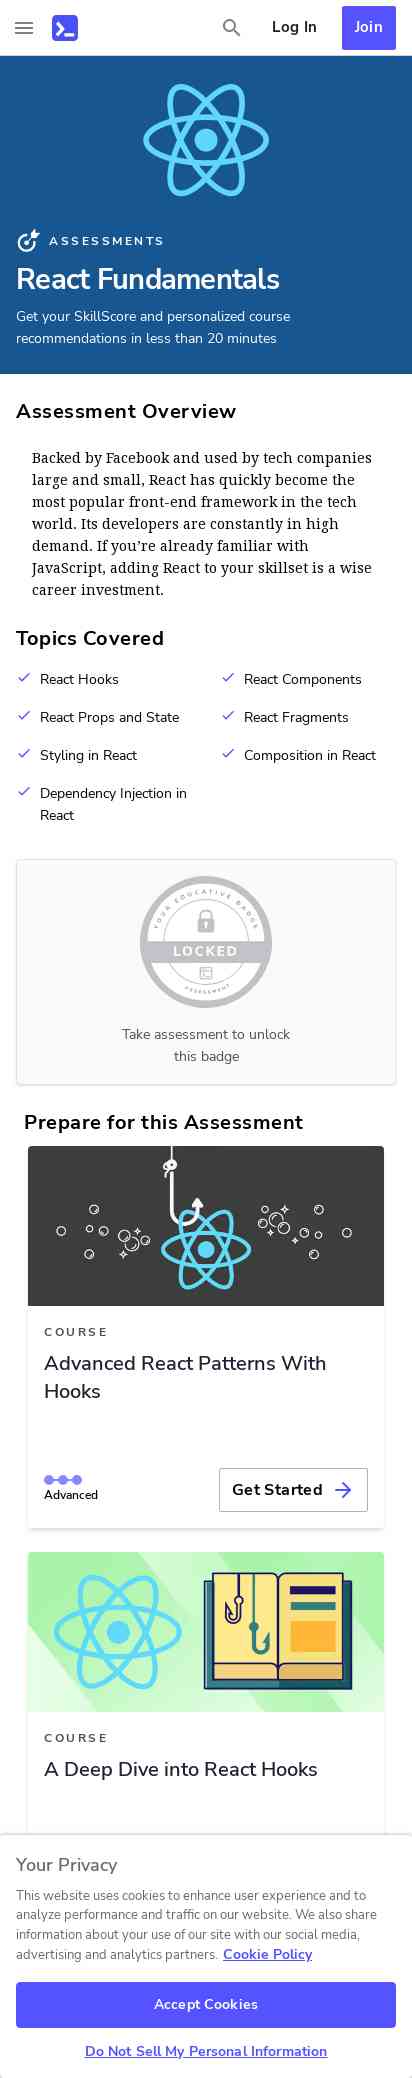 Log In
Join
ASSESSMENTS
React Fundamentals
Get your SkillScore and personalized course
recommendations in less than 20 minutes
Assessment Overview
Backed by Facebook and used by tech companies
large and small, React has quickly become the
most popular front-end framework in the tech
world. Its developers are constantly in high
demand. If you’re already familiar with
JavaScript, adding React to your skillset is a wise
career investment.
Topics Covered
React Hooks
React Components
React Props and State
React Fragments
Styling in React
Composition in React
Dependency Injection in
React
YOUR EDUCATIVE BADGE
LOCKED
ASSESSMENT
Take assessment to unlock
this badge
Prepare for this Assessment
COURSE
Advanced React Patterns With
Hooks
Advanced
Get Started
COURSE
A Deep Dive into React Hooks
Your Privacy
This website uses cookies to enhance user experience and to
analyze performance and traffic on our website. We also share
information about your use of our site with our social media,
advertising and analytics partners. Cookie Policy
Accept Cookies
Do Not Sell My Personal Information